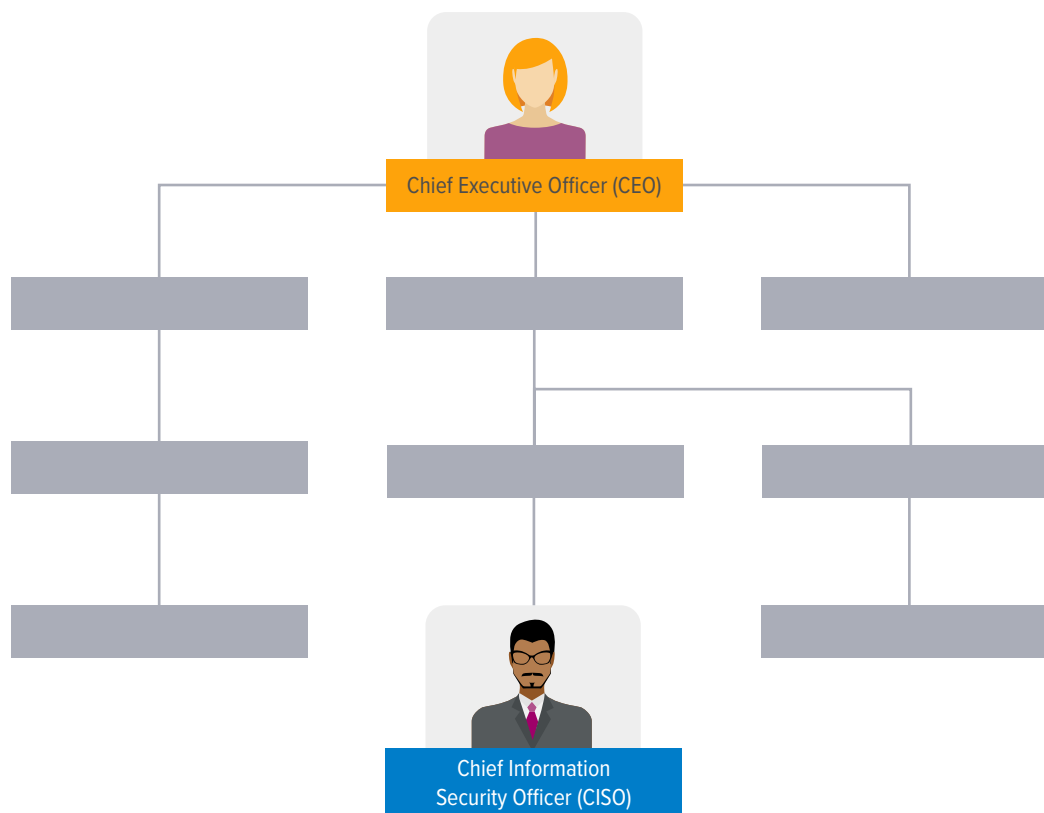 Chief Executive Officer (CEO)
Chief Information
Security Officer (CISO)